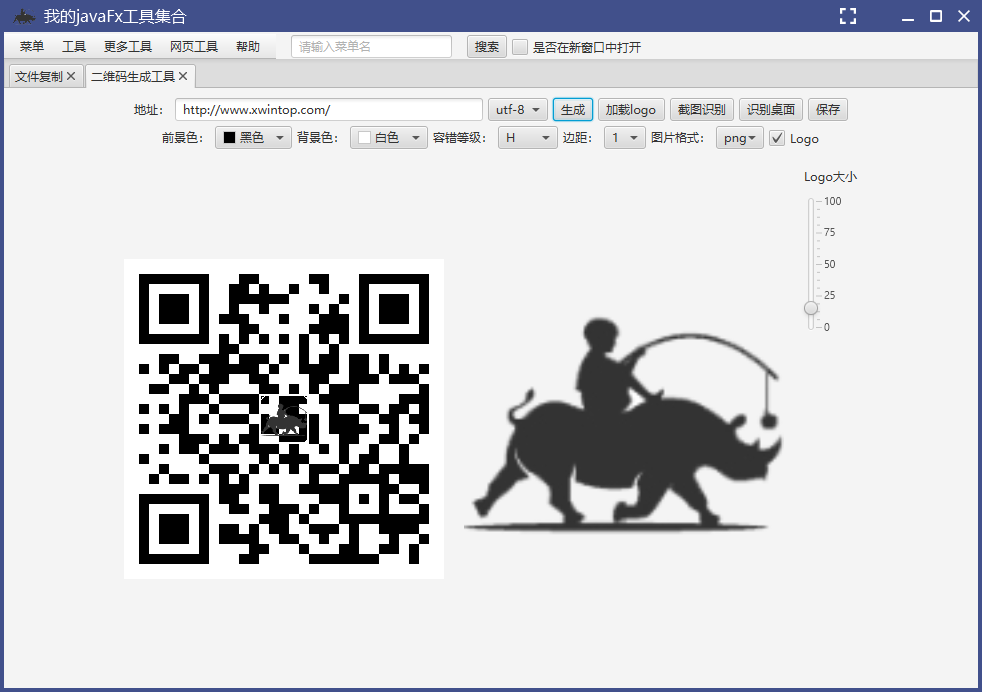 我的javaFx工具集合
菜单 工具 更多工具 网页工具 帮助 请输入菜单名 搜索 是否在新窗口中打开
文件复制 二维码生成工具
地址: http://www.xwintop.com/ utf-8 生成 加载logo 截图识别 识别桌面 保存
前景色: 黑色 背景色: 白色 容错等级: H 边距: 1 图片格式: png Logo
Logo大小
100
75
50
25
0